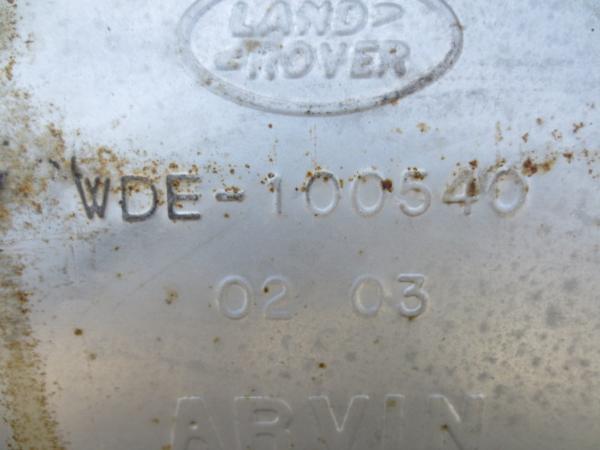 LAND
ROVER
WDE-100540
02 03
ARVIN